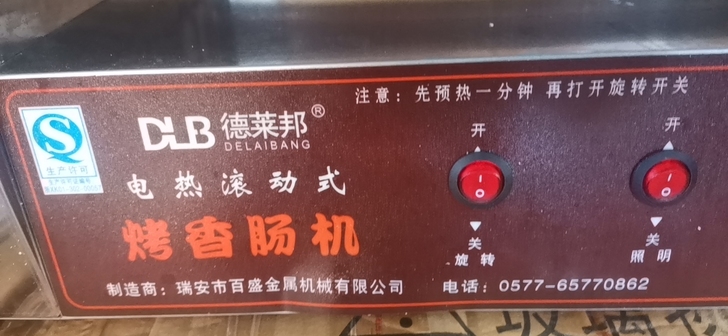 注意：先预热一分钟 再打开旋转开关
DLB 德莱邦®
DELAIBANG
生产许可
电热滚动式
烤香肠机
开
关
旋转
开
关
照明
制造商：瑞安市百盛金属机械有限公司
电话：0577-65770862